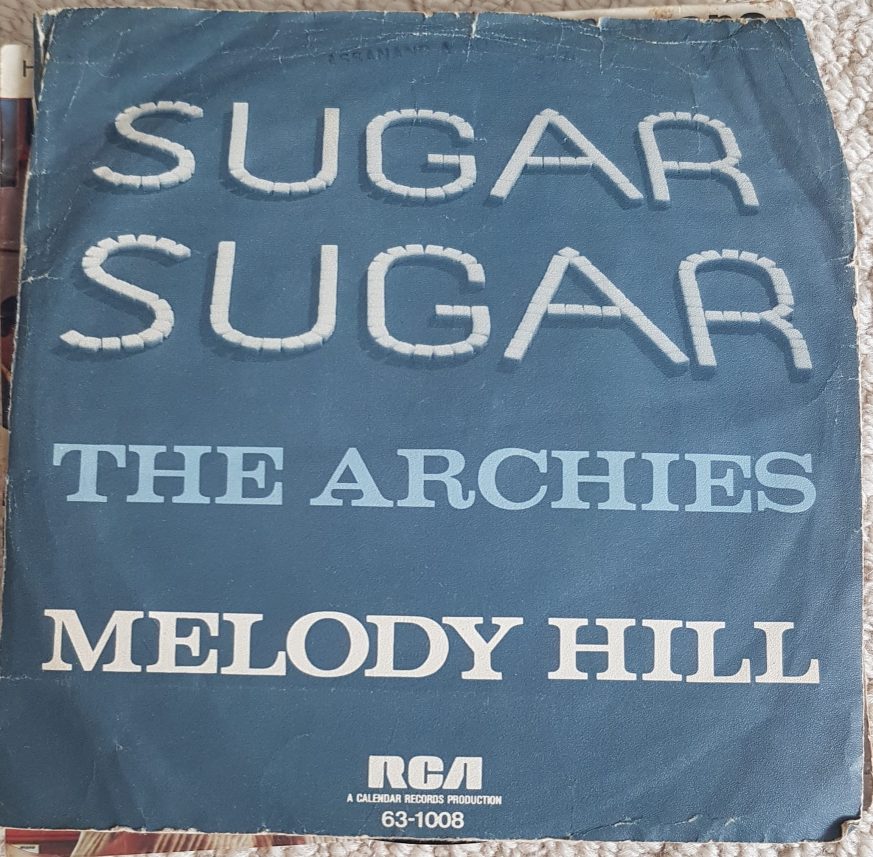 SUGAR
SUGAR
THE ARCHIES
MELODY HILL
RCA
A CALENDAR RECORDS PRODUCTION
63-1008